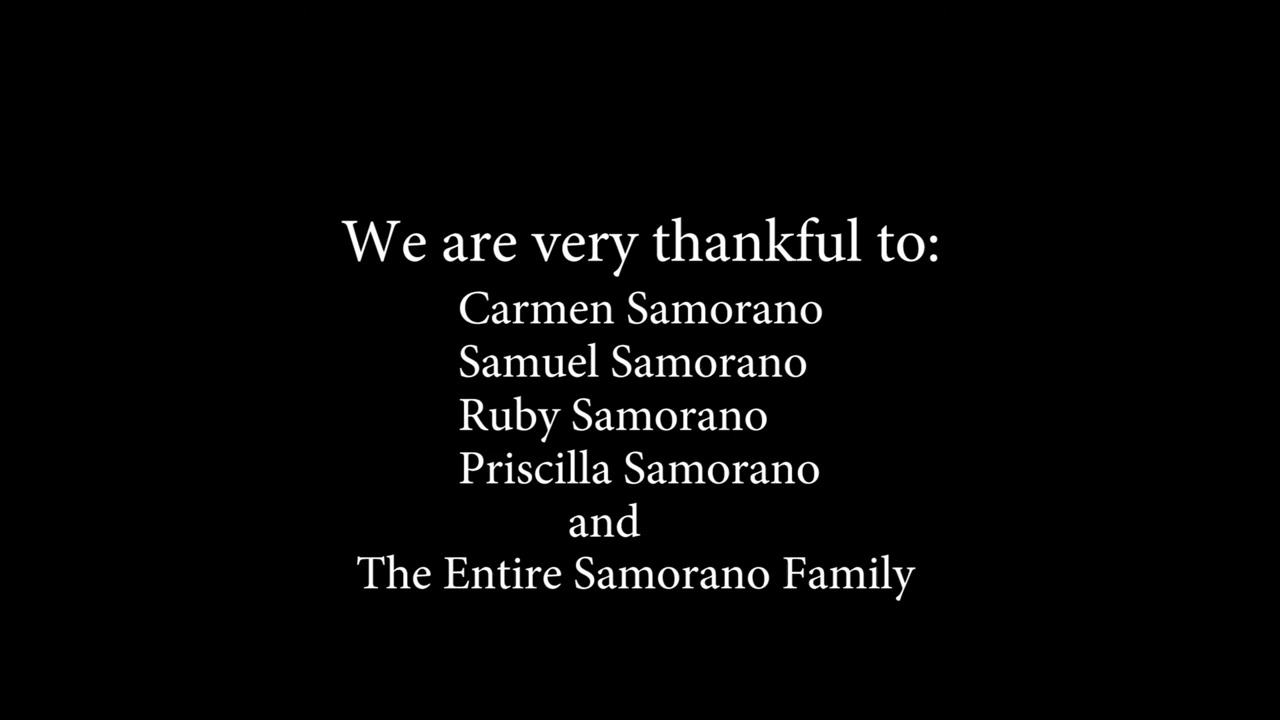 We are very thankful to:
Carmen Samorano
Samuel Samorano
Ruby Samorano
Priscilla Samorano
and
The Entire Samorano Family